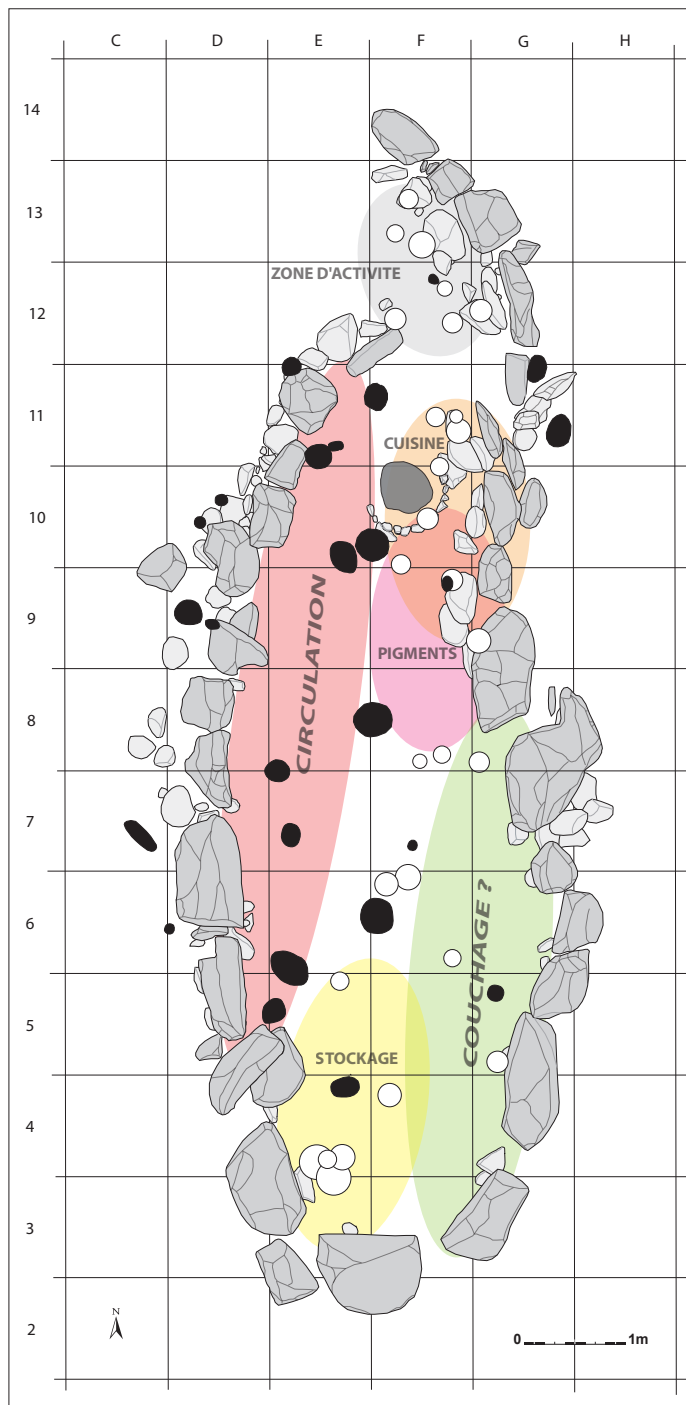 C D E F G H
14
13
ZONE D'ACTIVITE
12
11
CUISINE
10
CIRCULATION
9
PIGMENTS
8
7
COUCHAGE ?
6
5
STOCKAGE
4
3
2
N
0 1m